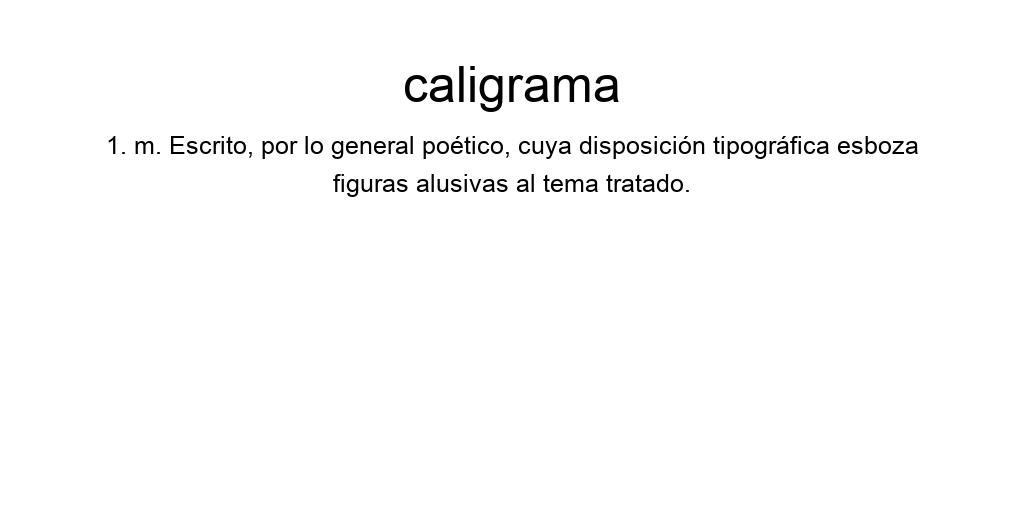 caligrama
1. m. Escrito, por lo general poético, cuya disposición tipográfica esboza
figuras alusivas al tema tratado.